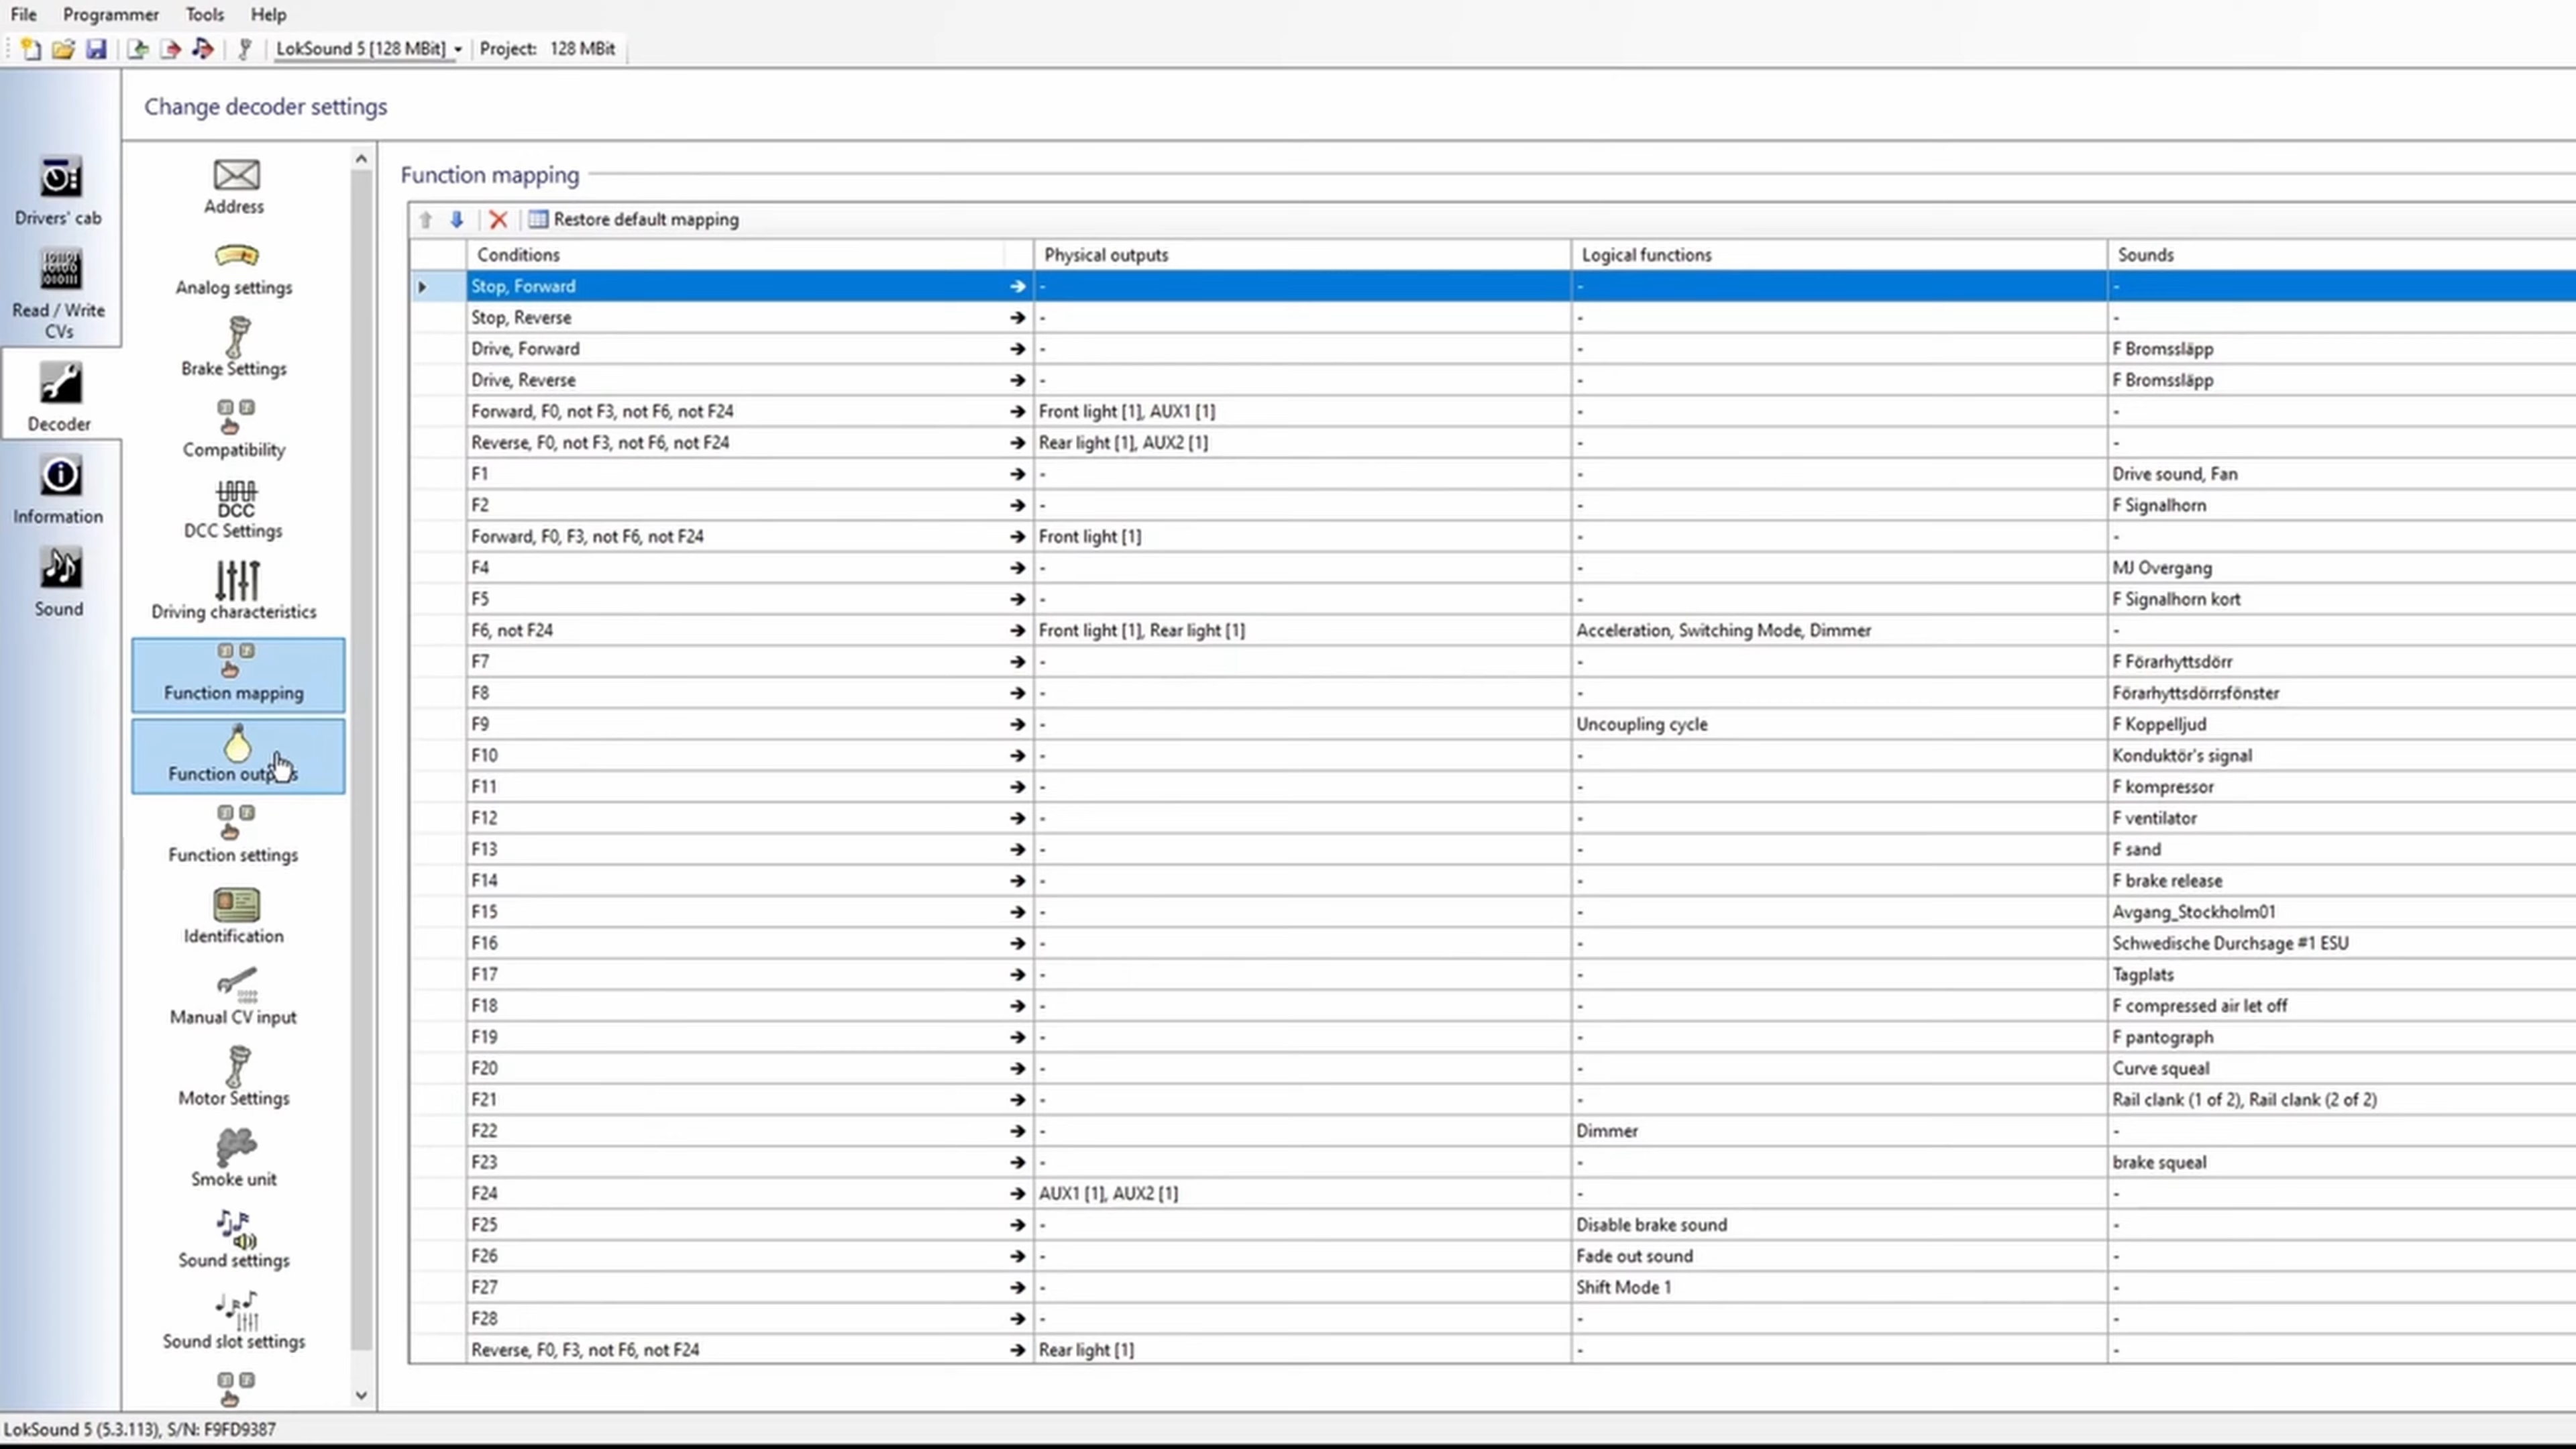 File Programmer Tools Help
LokSound 5 [128 MBit] Project: 128 MBit
Change decoder settings
Drivers' cab
Read / Write
CVs
Decoder
Information
Sound
Address
Analog settings
Brake Settings
Compatibility
DCC
DCC Settings
Driving characteristics
Function mapping
Function outputs
Function settings
Identification
Manual CV input
Motor Settings
Smoke unit
Sound settings
Sound slot settings
Function mapping
Restore default mapping
Conditions Physical outputs Logical functions Sounds
Stop, Forward - - -
Stop, Reverse - - -
Drive, Forward - - F Bromssläpp
Drive, Reverse - - F Bromssläpp
Forward, F0, not F3, not F6, not F24 Front light [1], AUX1 [1] - -
Reverse, F0, not F3, not F6, not F24 Rear light [1], AUX2 [1] - -
F1 - - Drive sound, Fan
F2 - - F Signalhorn
Forward, F0, F3, not F6, not F24 Front light [1] - -
F4 - - MJ Overgang
F5 - - F Signalhorn kort
F6, not F24 Front light [1], Rear light [1] Acceleration, Switching Mode, Dimmer -
F7 - - F Förarhyttsdörr
F8 - - Förarhyttsdörrsfönster
F9 - Uncoupling cycle F Koppelljud
F10 - - Konduktör's signal
F11 - - F kompressor
F12 - - F ventilator
F13 - - F sand
F14 - - F brake release
F15 - - Avgang_Stockholm01
F16 - - Schwedische Durchsage #1 ESU
F17 - - Tagplats
F18 - - F compressed air let off
F19 - - F pantograph
F20 - - Curve squeal
F21 - - Rail clank (1 of 2), Rail clank (2 of 2)
F22 - Dimmer -
F23 - - brake squeal
F24 AUX1 [1], AUX2 [1] - -
F25 - Disable brake sound -
F26 - Fade out sound -
F27 - Shift Mode 1 -
F28 - - -
Reverse, F0, F3, not F6, not F24 Rear light [1] - -
LokSound 5 (5.3.113), S/N: F9FD9387